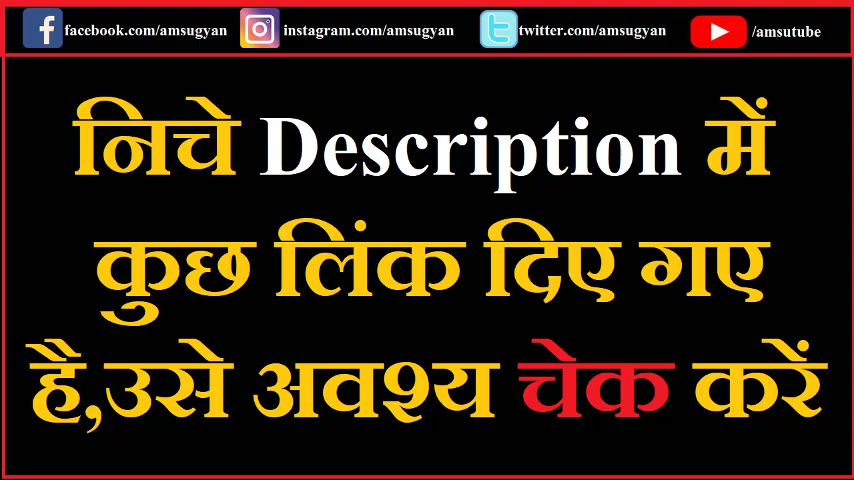 facebook.com/amsugyan instagram.com/amsugyan twitter.com/amsugyan /amsutube
निचे Description में
कुछ लिंक दिए गए
है,उसे अवश्य चेक करें